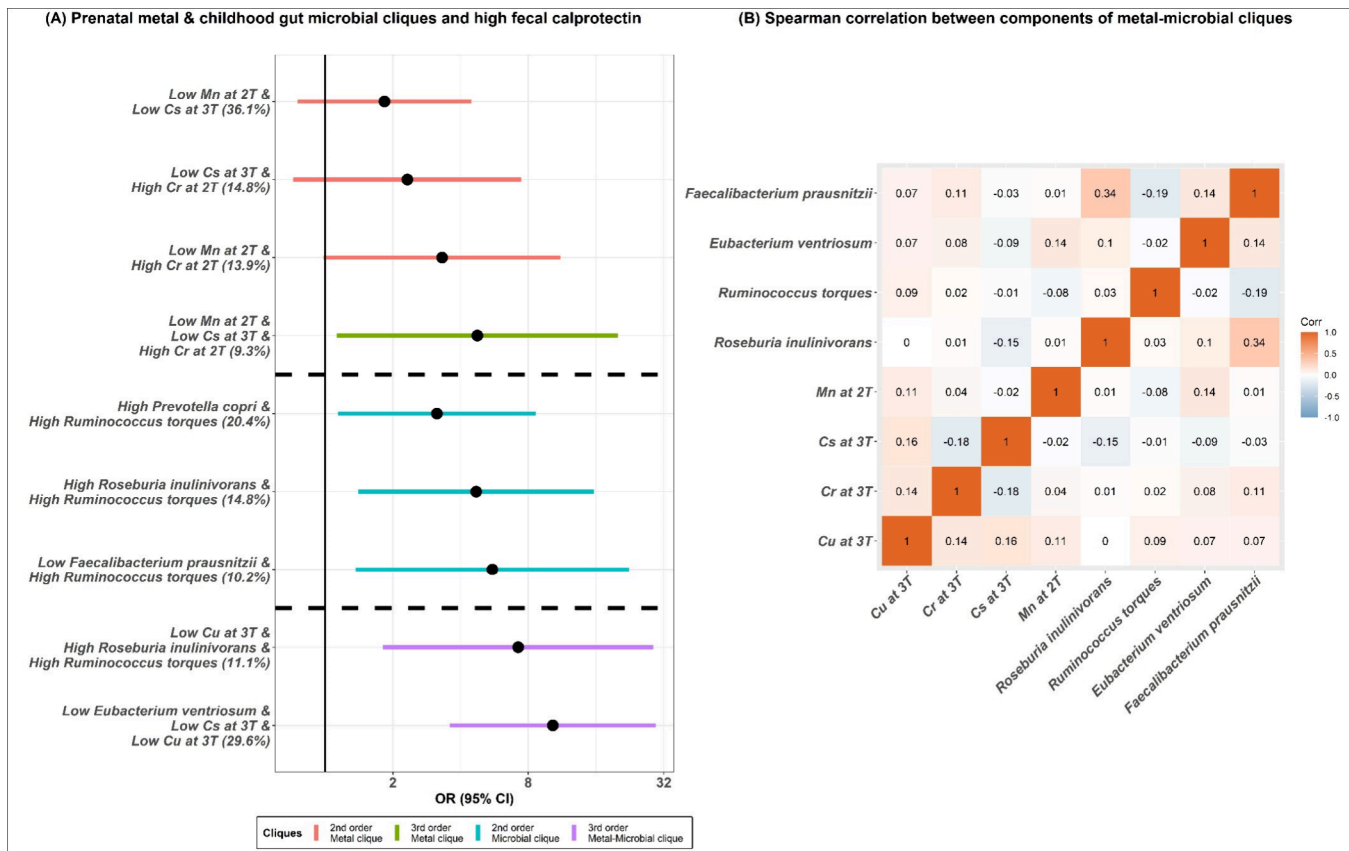 (A) Prenatal metal & childhood gut microbial cliques and high fecal calprotectin
Low Mn at 2T &
Low Cs at 3T (36.1%)
Low Cs at 3T &
High Cr at 2T (14.8%)
Low Mn at 2T &
High Cr at 2T (13.9%)
Low Mn at 2T &
Low Cs at 3T &
High Cr at 2T (9.3%)
High Prevotella copri &
High Ruminococcus torques (20.4%)
High Roseburia inulinivorans &
High Ruminococcus torques (14.8%)
Low Faecalibacterium prausnitzii &
High Ruminococcus torques (10.2%)
Low Cu at 3T &
High Roseburia inulinivorans &
High Ruminococcus torques (11.1%)
Low Eubacterium ventriosum &
Low Cs at 3T &
Low Cu at 3T (29.6%)
2 8 32
OR (95% CI)
Cliques
2nd order
Metal clique
3rd order
Metal clique
2nd order
Microbial clique
3rd order
Metal-Microbial clique
(B) Spearman correlation between components of metal-microbial cliques
Faecalibacterium prausnitzii 0.07 0.11 -0.03 0.01 0.34 -0.19 0.14 1
Eubacterium ventriosum 0.07 0.08 -0.09 0.14 0.1 -0.02 1 0.14
Ruminococcus torques 0.09 0.02 -0.01 -0.08 0.03 1 -0.02 -0.19
Roseburia inulinivorans 0 0.01 -0.15 0.01 1 0.03 0.1 0.34
Mn at 2T 0.11 0.04 -0.02 1 0.01 -0.08 0.14 0.01
Cs at 3T 0.16 -0.18 1 -0.02 -0.15 -0.01 -0.09 -0.03
Cr at 3T 0.14 1 -0.18 0.04 0.01 0.02 0.08 0.11
Cu at 3T 1 0.14 0.16 0.11 0 0.09 0.07 0.07
Cu at 3T
Cr at 3T
Cs at 3T
Mn at 2T
Roseburia inulinivorans
Ruminococcus torques
Eubacterium ventriosum
Faecalibacterium prausnitzii
Corr
1.0
0.5
0.0
-0.5
-1.0